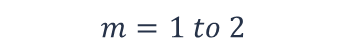 m = 1 to 2